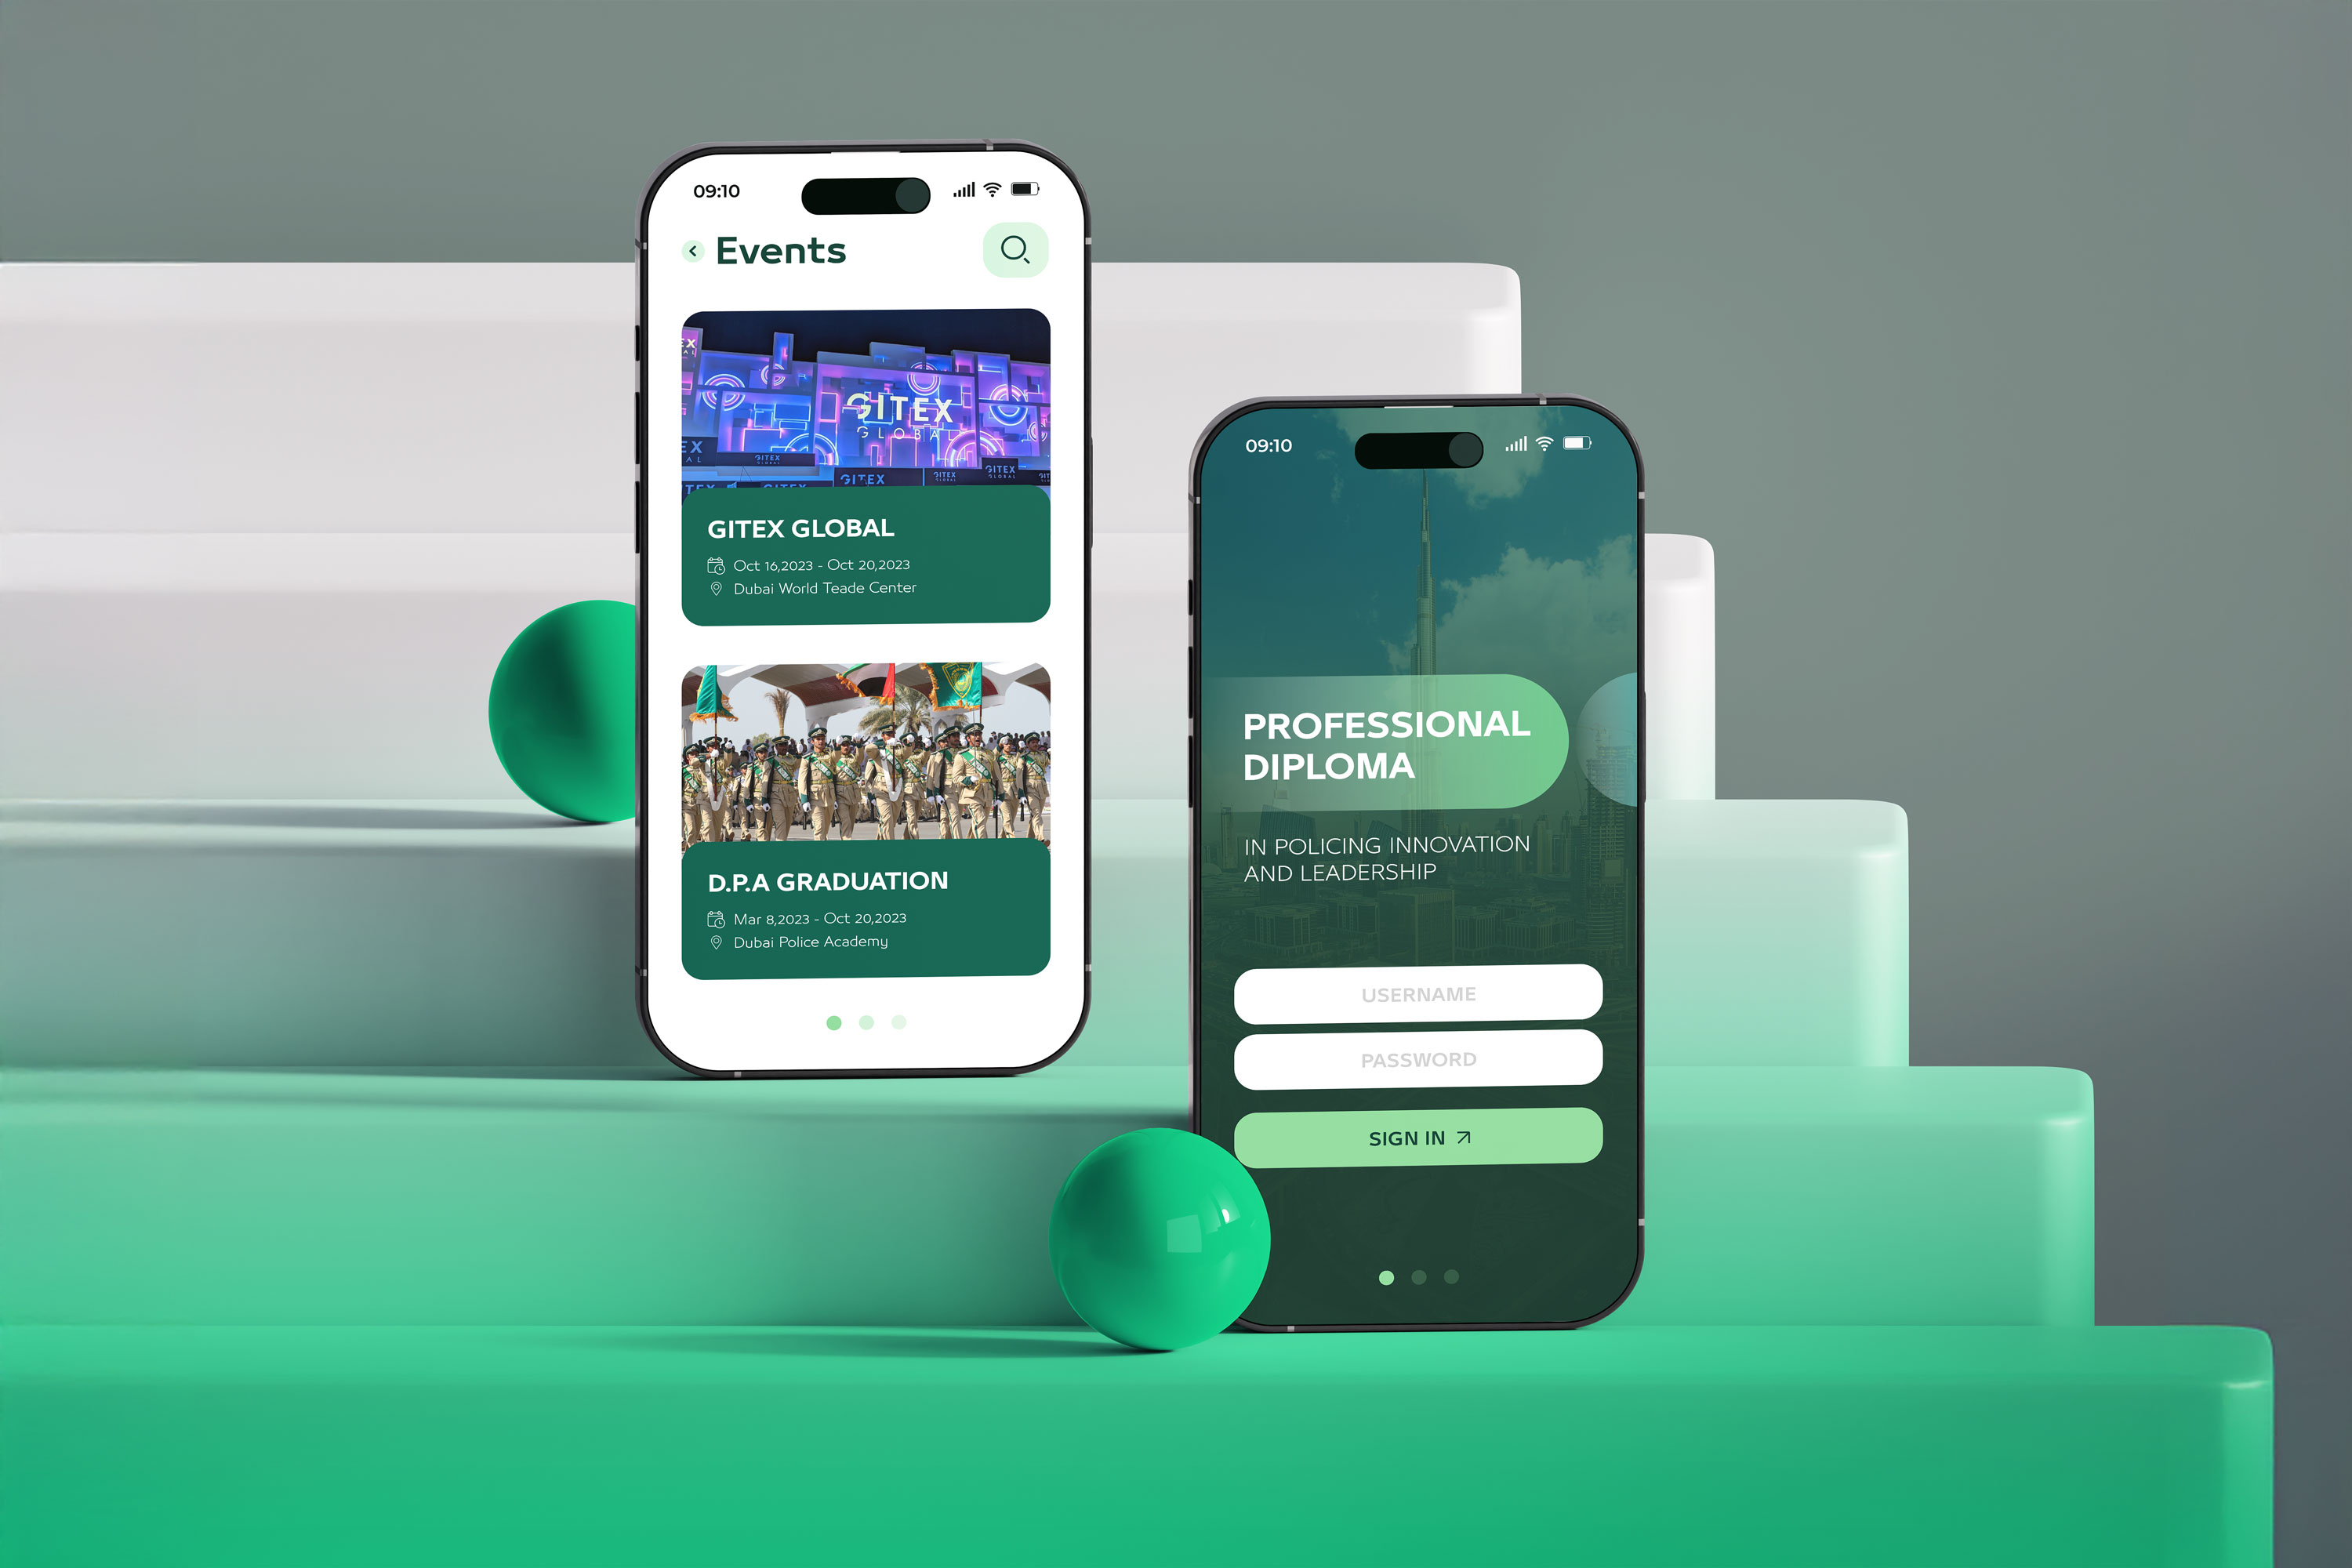 09:10
Events
GITEX
GLOBAL
GITEX GLOBAL
Oct 16,2023 - Oct 20,2023
Dubai World Teade Center
D.P.A GRADUATION
Mar 8,2023 - Oct 20,2023
Dubai Police Academy
09:10
PROFESSIONAL
DIPLOMA
IN POLICING INNOVATION
AND LEADERSHIP
USERNAME
PASSWORD
SIGN IN